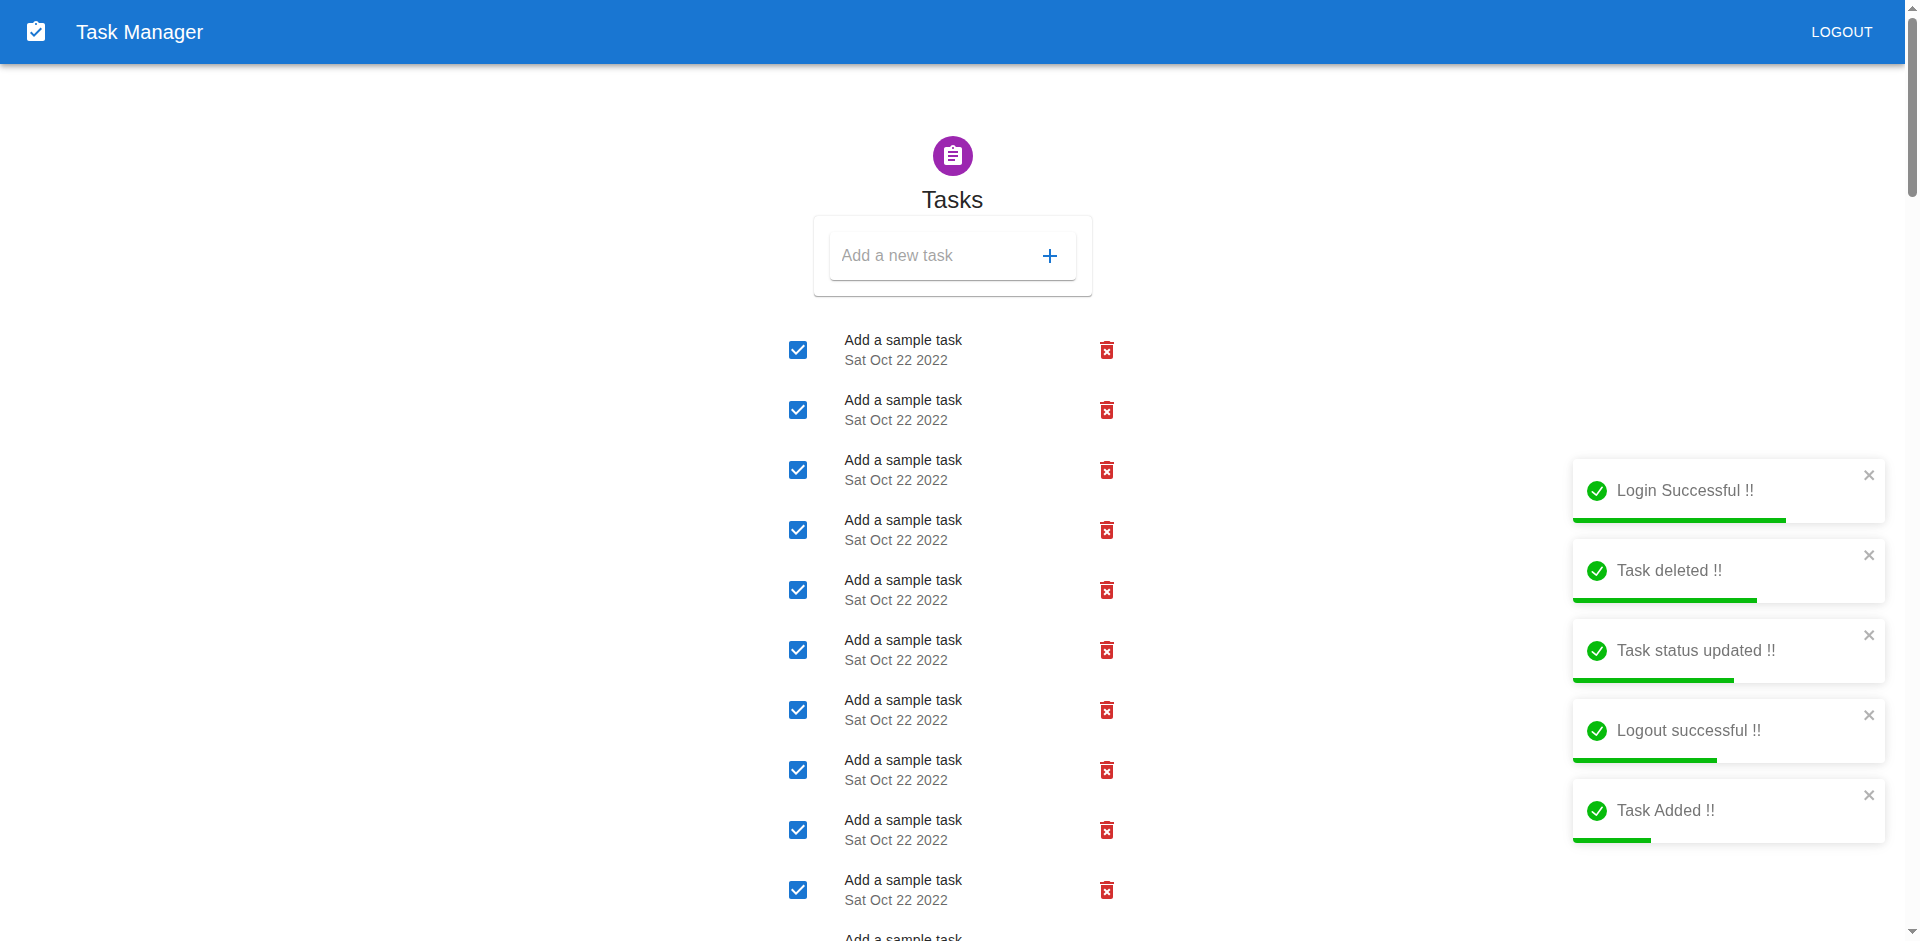 Task Manager
LOGOUT
Tasks
Add a new task
Add a sample task
Sat Oct 22 2022
Add a sample task
Sat Oct 22 2022
Add a sample task
Sat Oct 22 2022
Add a sample task
Sat Oct 22 2022
Add a sample task
Sat Oct 22 2022
Add a sample task
Sat Oct 22 2022
Add a sample task
Sat Oct 22 2022
Add a sample task
Sat Oct 22 2022
Add a sample task
Sat Oct 22 2022
Add a sample task
Sat Oct 22 2022
Add a sample task
Login Successful !!
Task deleted !!
Task status updated !!
Logout successful !!
Task Added !!